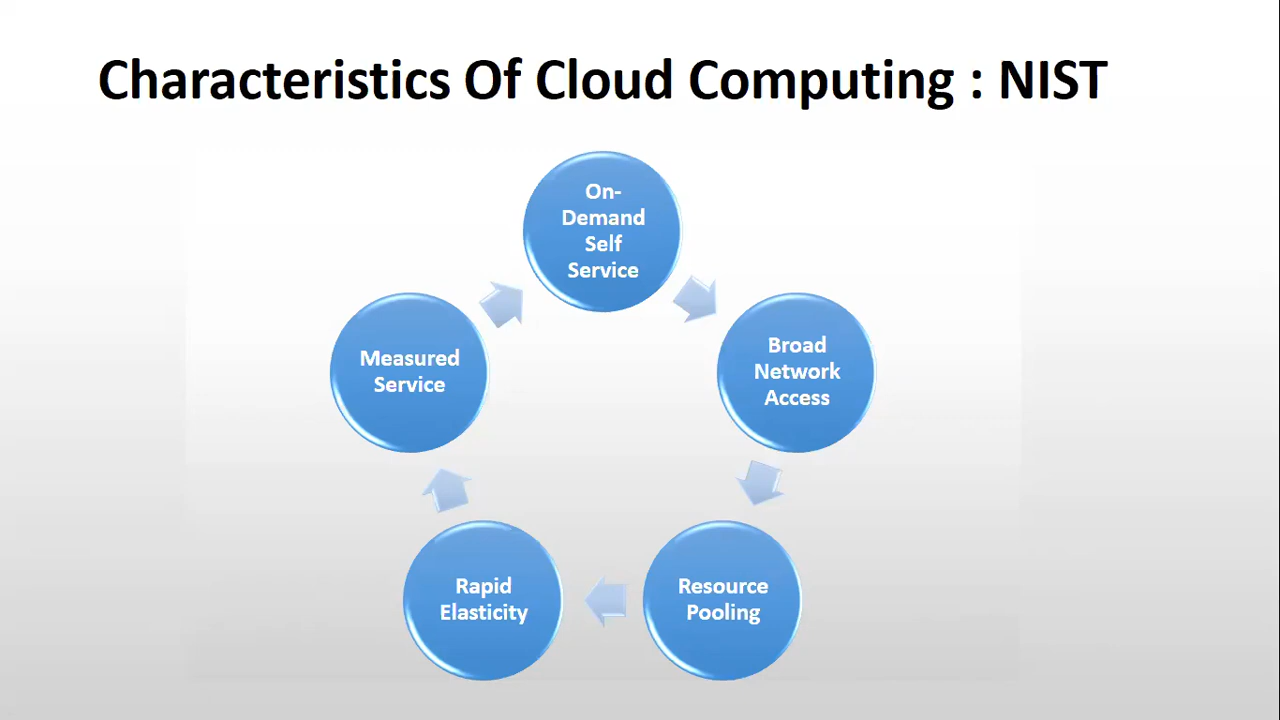 Characteristics Of Cloud Computing : NIST
On-
Demand
Self
Service
Broad
Network
Access
Resource
Pooling
Rapid
Elasticity
Measured
Service